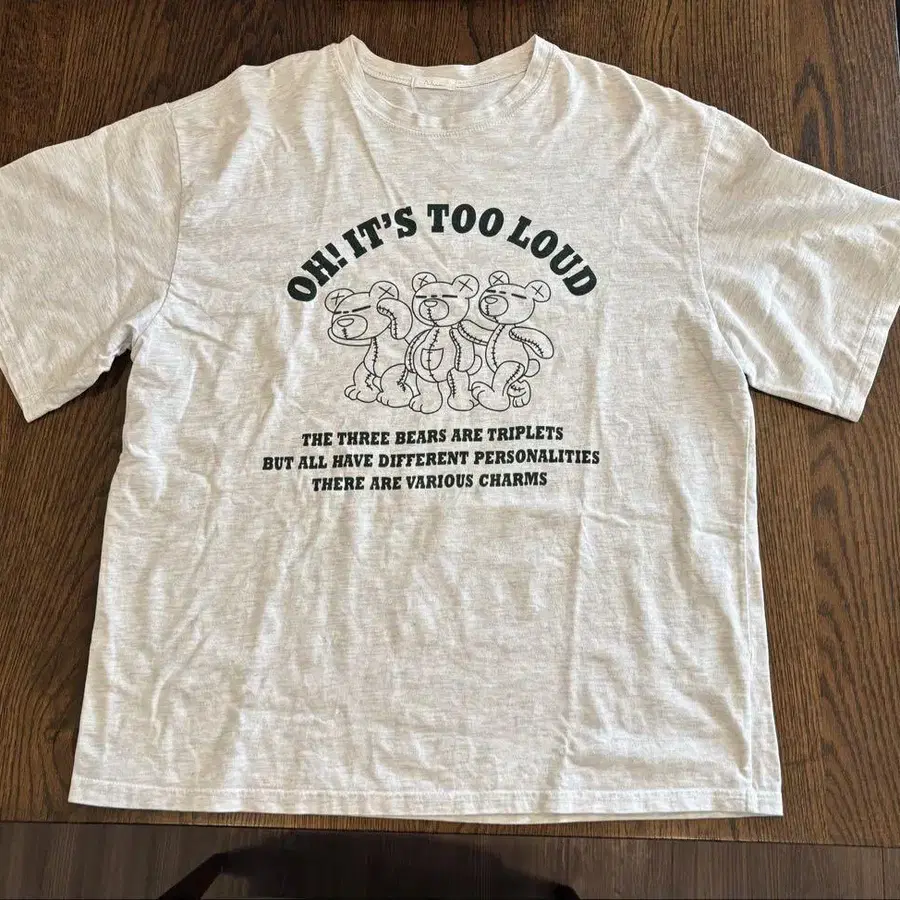 OH! IT'S TOO LOUD
THE THREE BEARS ARE TRIPLETS
BUT ALL HAVE DIFFERENT PERSONALITIES
THERE ARE VARIOUS CHARMS